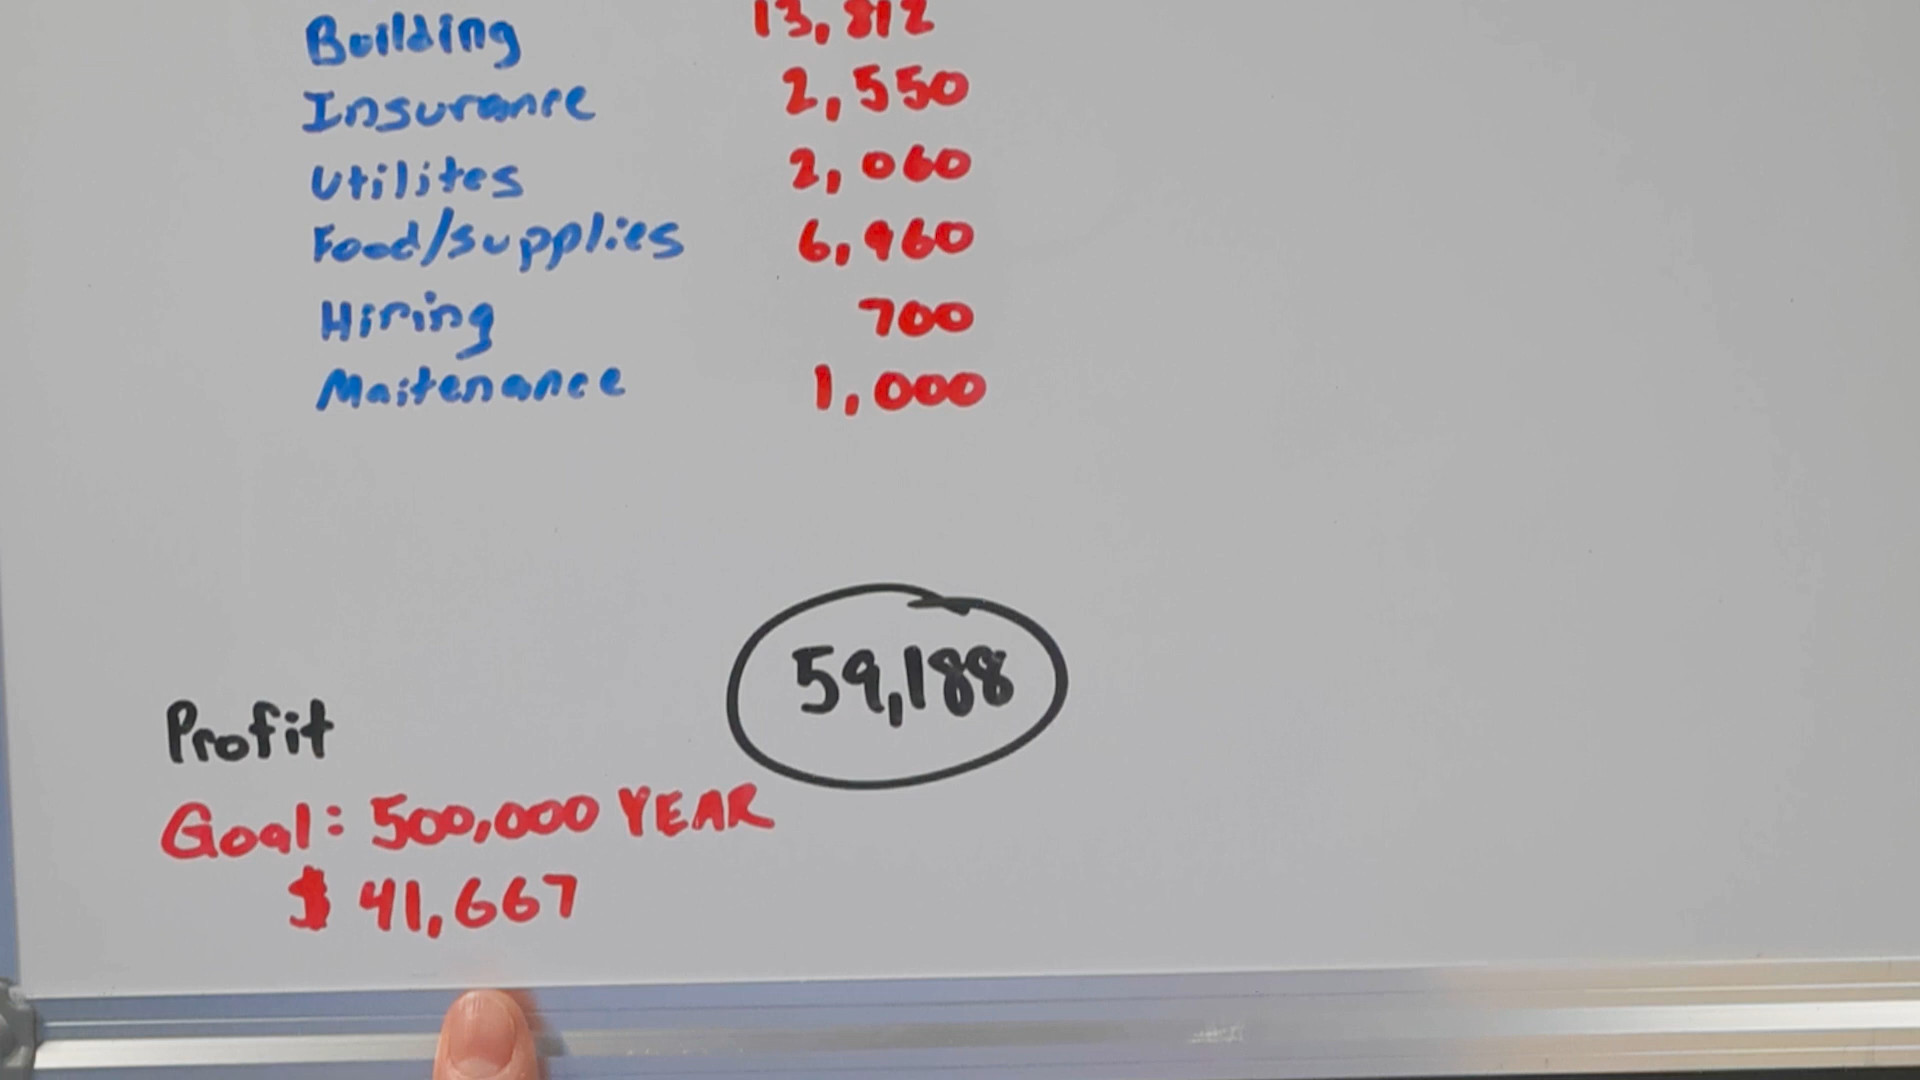 Building 13,812
Insurance 2,550
Utilites 2,060
Food/supplies 6,960
Hiring 700
Maitenance 1,000
59,188
Profit
Goal: 500,000 YEAR
$ 41,667